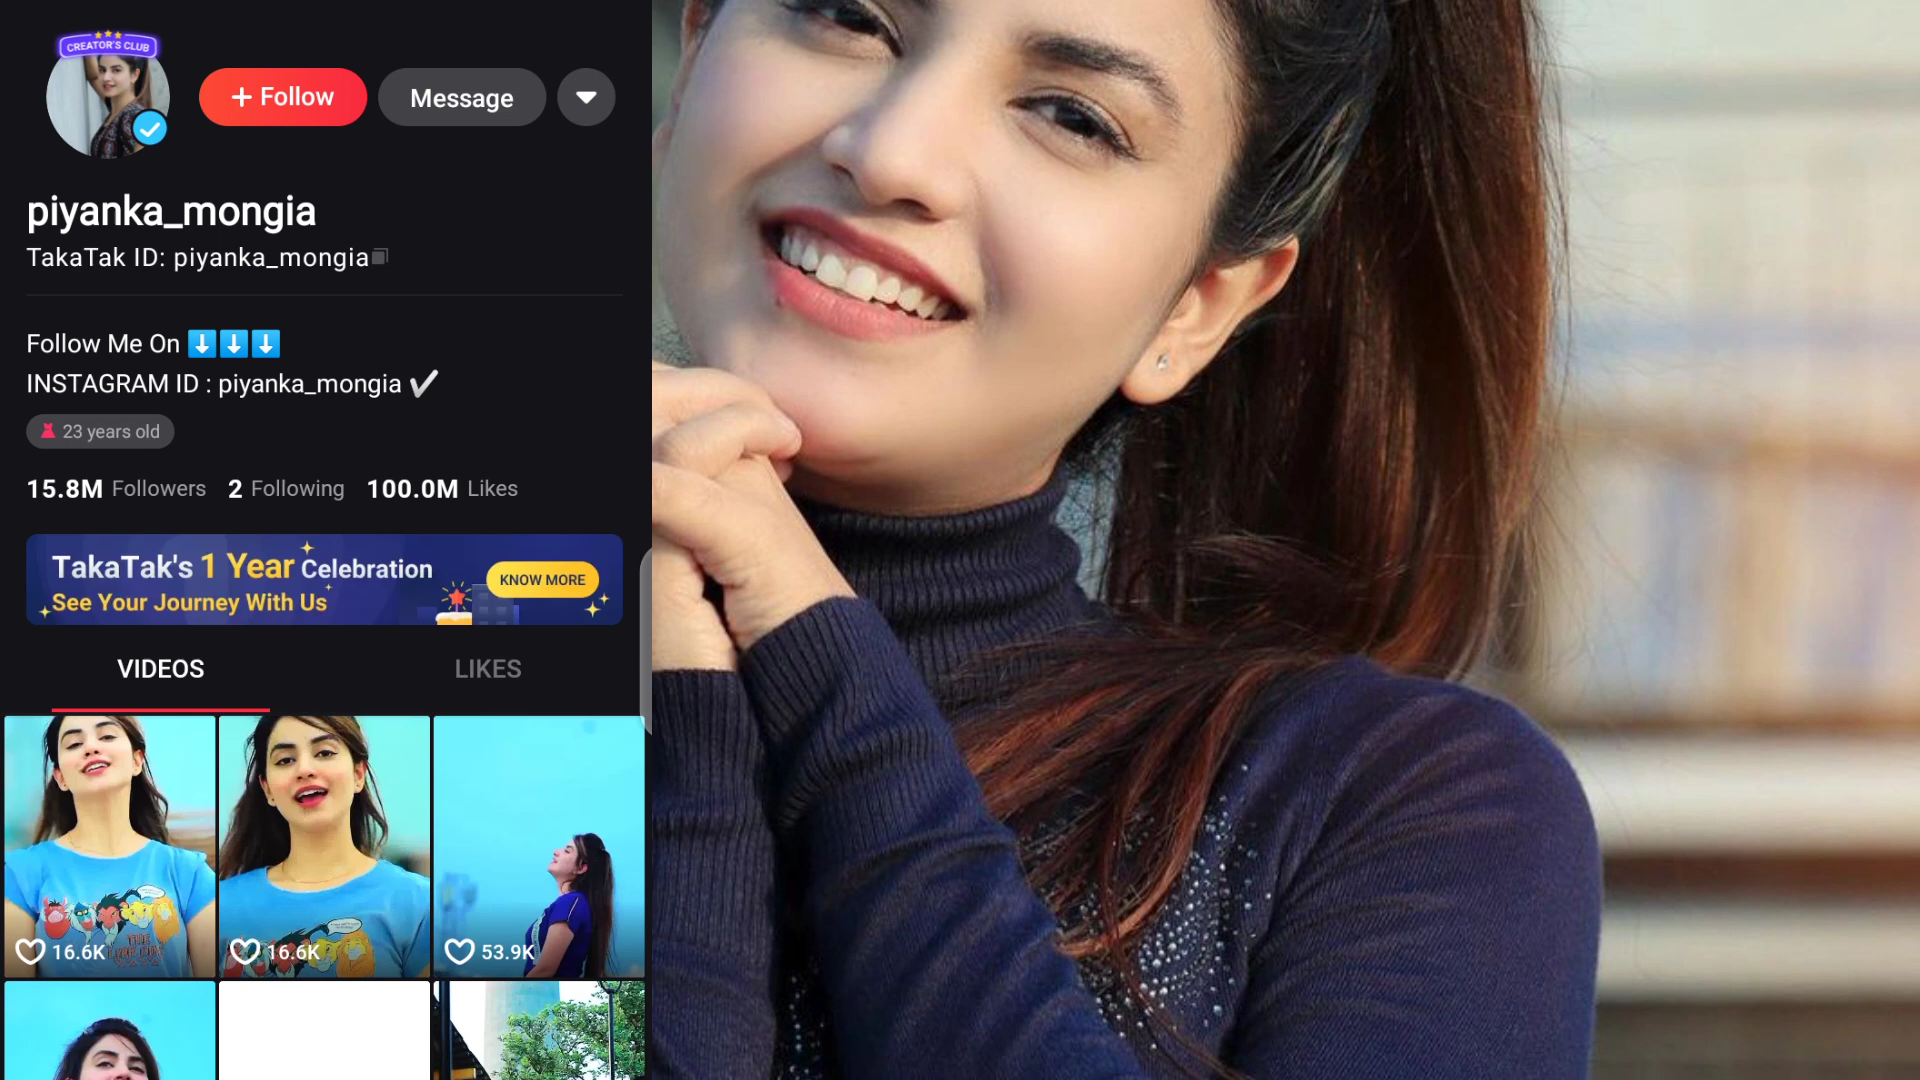 CREATOR'S CLUB
+ Follow
Message
piyanka_mongia
TakaTak ID: piyanka_mongia
Follow Me On ⬇️⬇️⬇️
INSTAGRAM ID : piyanka_mongia ✔️
23 years old
15.8M Followers 2 Following 100.0M Likes
TakaTak's 1 Year Celebration
See Your Journey With Us
KNOW MORE
VIDEOS LIKES
16.6K
16.6K
53.9K